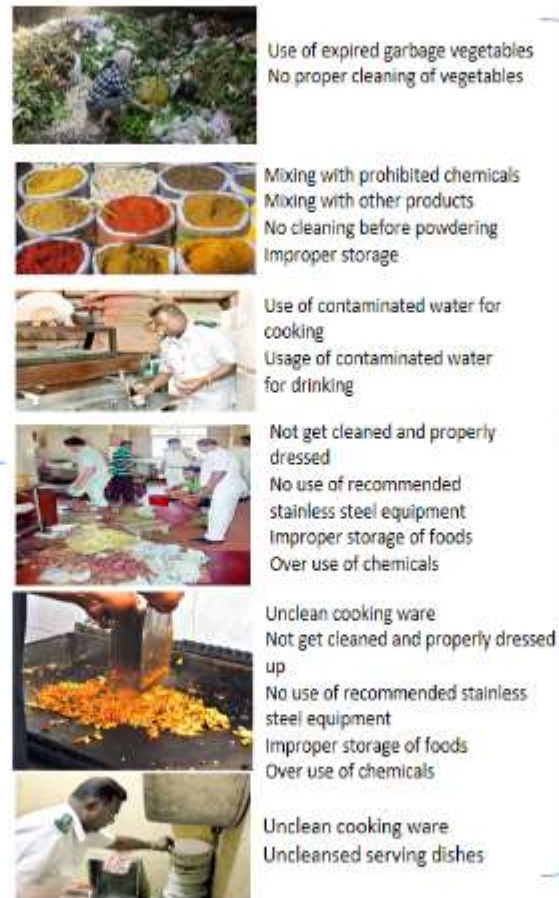 Use of expired garbage vegetables
No proper cleaning of vegetables
Mixing with prohibited chemicals
Mixing with other products
No cleaning before powdering
Improper storage
Use of contaminated water for
cooking
Usage of contaminated water
for drinking
Not get cleaned and properly
dressed
No use of recommended
stainless steel equipment
Improper storage of foods
Over use of chemicals
Unclean cooking ware
Not get cleaned and properly dressed
up
No use of recommended stainless
steel equipment
Improper storage of foods
Over use of chemicals
Unclean cooking ware
Uncleansed serving dishes